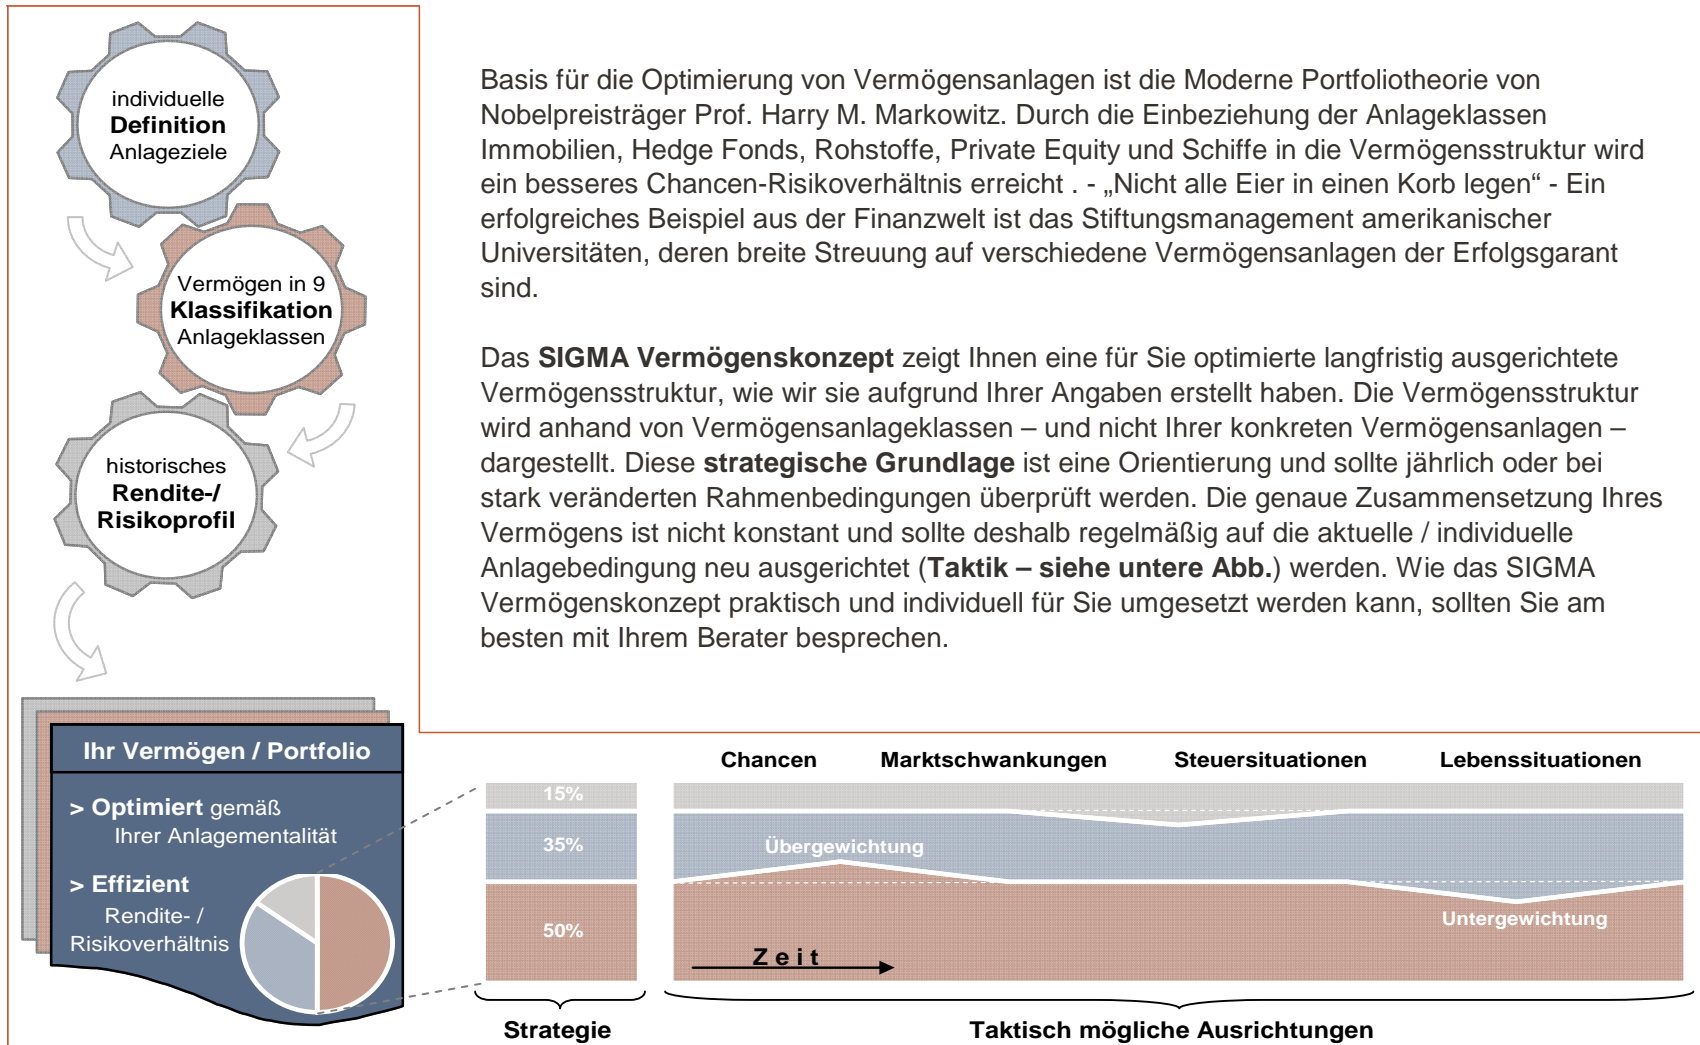 individuelle
Definition
Anlageziele
Vermögen in 9
Klassifikation
Anlageklassen
historisches
Rendite-/
Risikoprofil
Basis für die Optimierung von Vermögensanlagen ist die Moderne Portfoliotheorie von
Nobelpreisträger Prof. Harry M. Markowitz. Durch die Einbeziehung der Anlageklassen
Immobilien, Hedge Fonds, Rohstoffe, Private Equity und Schiffe in die Vermögensstruktur wird
ein besseres Chancen-Risikoverhältnis erreicht . - „Nicht alle Eier in einen Korb legen“ - Ein
erfolgreiches Beispiel aus der Finanzwelt ist das Stiftungsmanagement amerikanischer
Universitäten, deren breite Streuung auf verschiedene Vermögensanlagen der Erfolgsgarant
sind.
Das SIGMA Vermögenskonzept zeigt Ihnen eine für Sie optimierte langfristig ausgerichtete
Vermögensstruktur, wie wir sie aufgrund Ihrer Angaben erstellt haben. Die Vermögensstruktur
wird anhand von Vermögensanlageklassen – und nicht Ihrer konkreten Vermögensanlagen –
dargestellt. Diese strategische Grundlage ist eine Orientierung und sollte jährlich oder bei
stark veränderten Rahmenbedingungen überprüft werden. Die genaue Zusammensetzung Ihres
Vermögens ist nicht konstant und sollte deshalb regelmäßig auf die aktuelle / individuelle
Anlagebedingung neu ausgerichtet (Taktik – siehe untere Abb.) werden. Wie das SIGMA
Vermögenskonzept praktisch und individuell für Sie umgesetzt werden kann, sollten Sie am
besten mit Ihrem Berater besprechen.
Ihr Vermögen / Portfolio
> Optimiert gemäß
Ihrer Anlagementalität
> Effizient
Rendite- /
Risikoverhältnis
15%
35%
50%
Strategie
Chancen Marktschwankungen Steuersituationen Lebenssituationen
Übergewichtung
Untergewichtung
Zeit
Taktisch mögliche Ausrichtungen